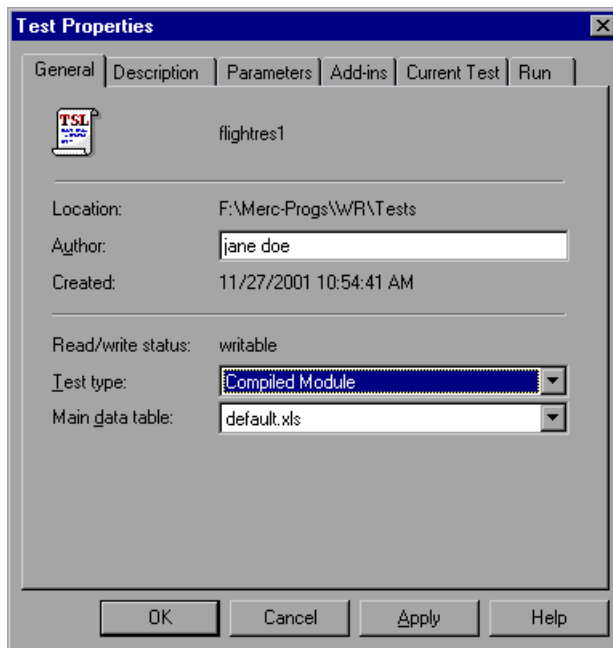 Test Properties
General Description Parameters Add-ins Current Test Run
TSL
flightres1
Location: F:\Merc-Progs\WR\Tests
Author: jane doe
Created: 11/27/2001 10:54:41 AM
Read/write status: writable
Test type: Compiled Module
Main data table: default.xls
OK Cancel Apply Help